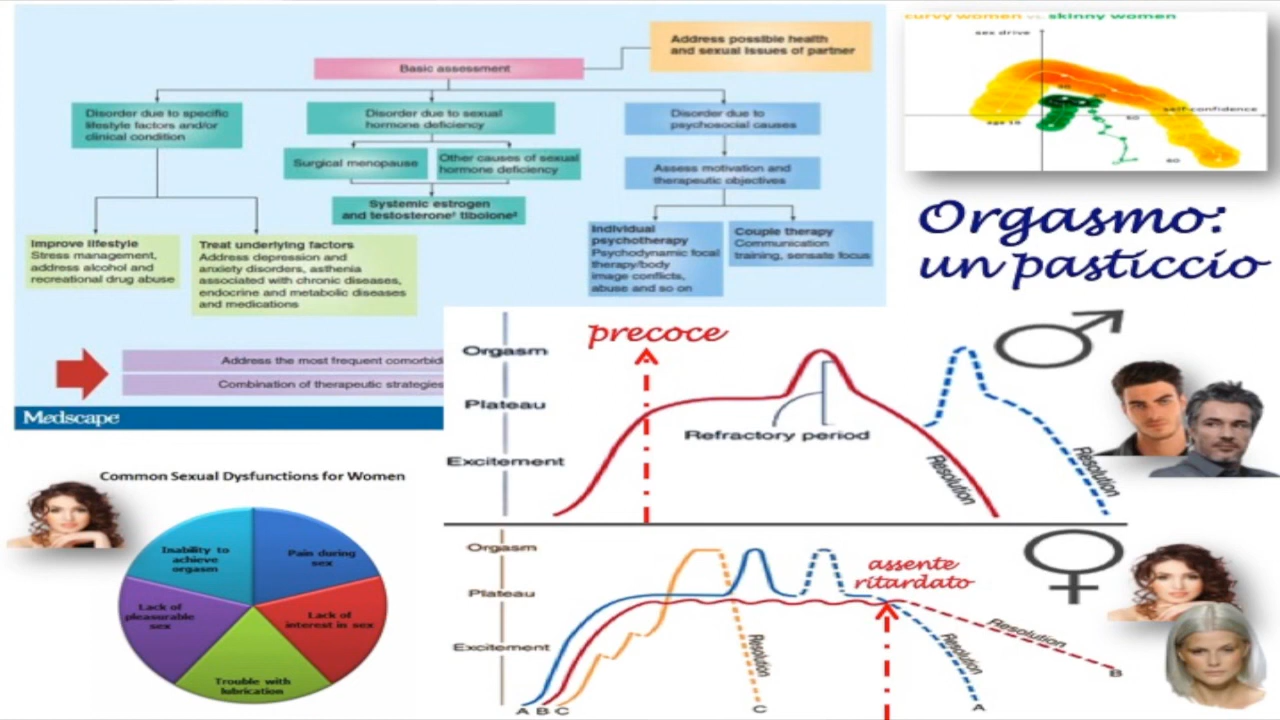 Address possible health
and sexual issues of partner
Basic assessment
Disorder due to specific
lifestyle factors and/or
clinical condition
Disorder due to sexual
hormone deficiency
Disorder due to
psychosocial causes
Surgical menopause
Other causes of sexual
hormone deficiency
Assess motivation and
therapeutic objectives
Systemic estrogen
and testosterone† tibolone‡
Improve lifestyle
Stress management,
address alcohol and
recreational drug abuse
Treat underlying factors
Address depression and
anxiety disorders, asthenia
associated with chronic diseases,
endocrine and metabolic diseases
and medications
Individual
psychotherapy
Psychodynamic focal
therapy/body
image conflicts,
abuse and so on
Couple therapy
Communication
training, sensate focus
Address the most frequent comorbid
Combination of therapeutic strategies
Medscape
curvy women vs. skinny women
sex drive
self-confidence
age 18
40
60
60
Orgasmo:
un pasticcio
precoce
Orgasm
Plateau
Excitement
Refractory period
Resolution
Resolution
Common Sexual Dysfunctions for Women
Inability to
achieve
orgasm
Pain during
sex
Lack of
pleasurable
sex
Lack of
interest in sex
Trouble with
lubrication
Orgasm
Plateau
Excitement
assente
ritardato
Resolution
Resolution
Resolution
A B C
C
A
B